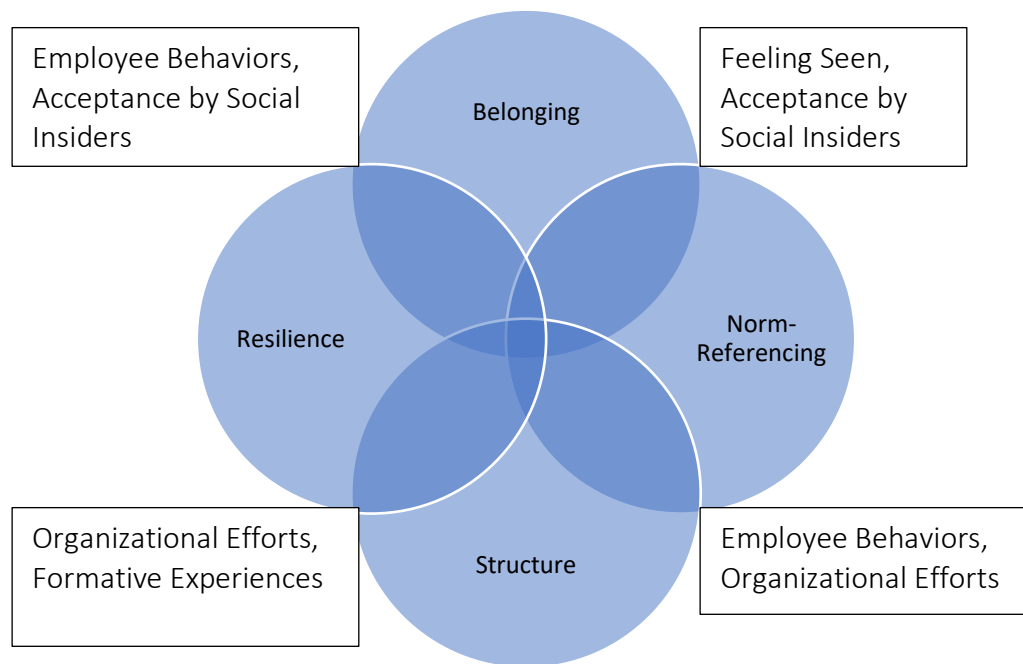 Employee Behaviors,
Acceptance by Social
Insiders
Feeling Seen,
Acceptance by
Social Insiders
Belonging
Resilience
Norm-
Referencing
Structure
Organizational Efforts,
Formative Experiences
Employee Behaviors,
Organizational Efforts